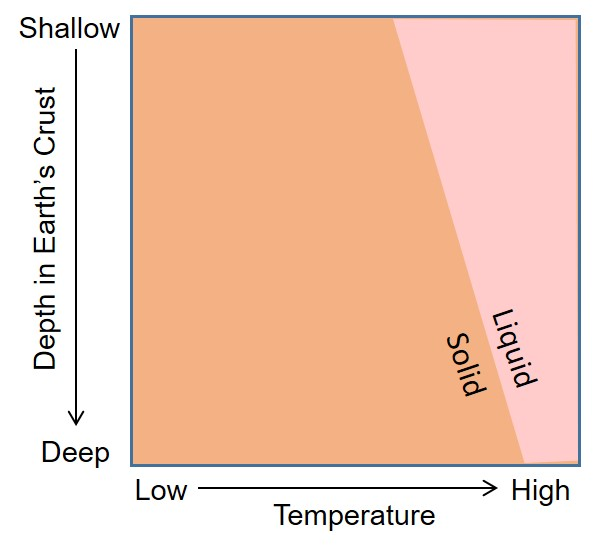 Shallow
Depth in Earth's Crust
Deep
Solid
Liquid
Low
High
Temperature